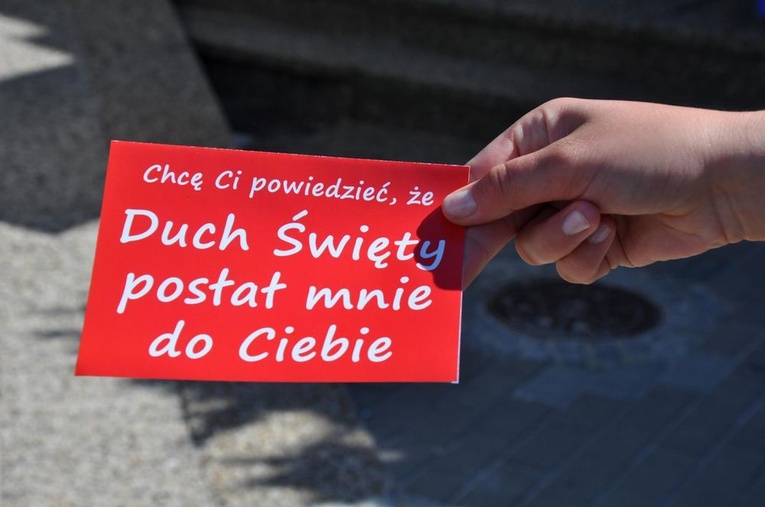 Chcę Ci powiedzieć, że
Duch Święty
posłał mnie
do Ciebie